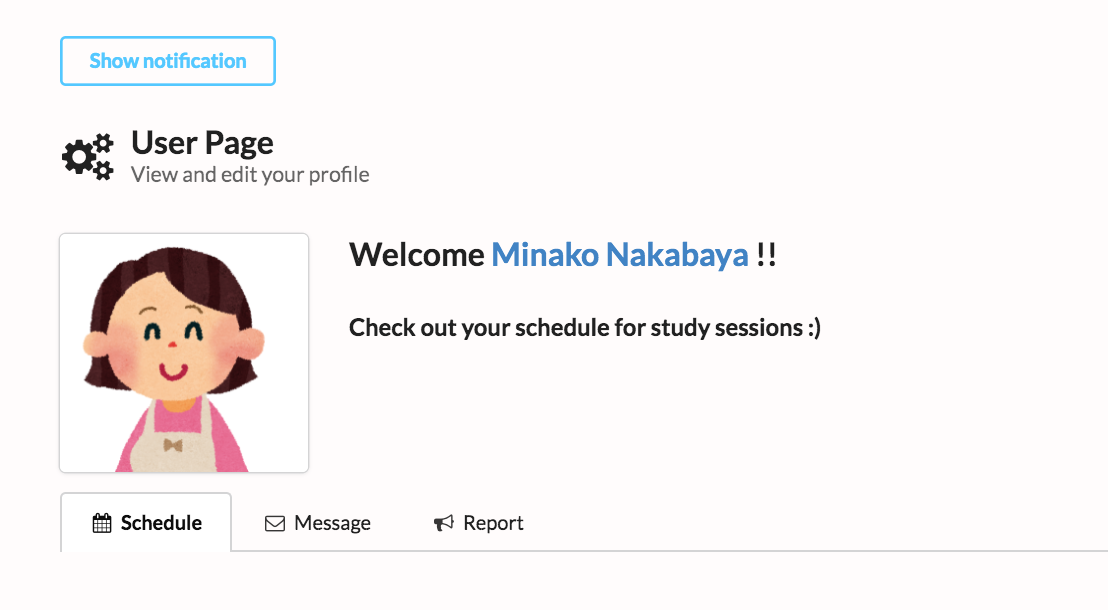 Show notification
User Page
View and edit your profile
Welcome Minako Nakabaya !!
Check out your schedule for study sessions :)
Schedule Message Report